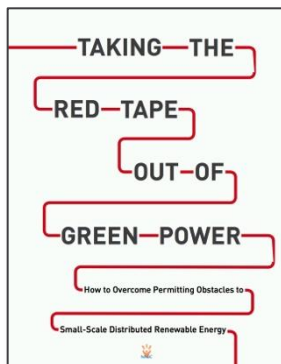 TAKING THE
RED TAPE
OUT OF
GREEN POWER
How to Overcome Permitting Obstacles to
Small-Scale Distributed Renewable Energy